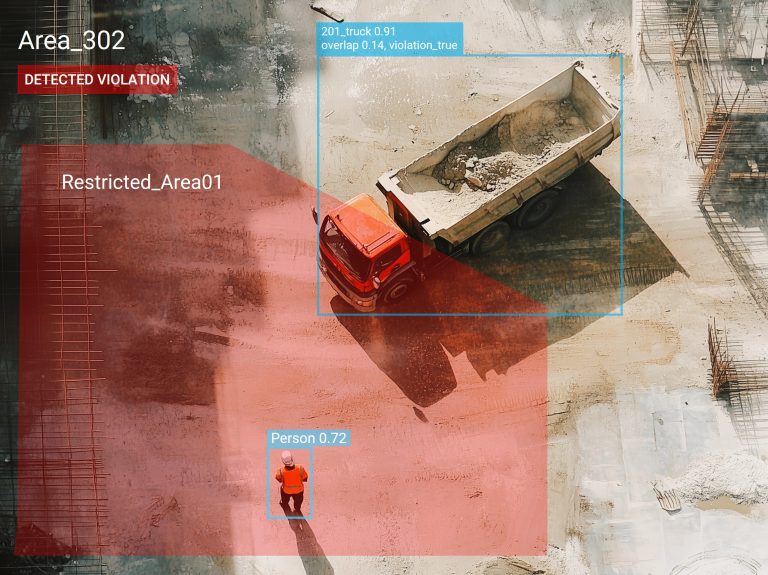 Area_302
DETECTED VIOLATION
201_truck 0.91
overlap 0.14, violation_true
Restricted_Area01
Person 0.72